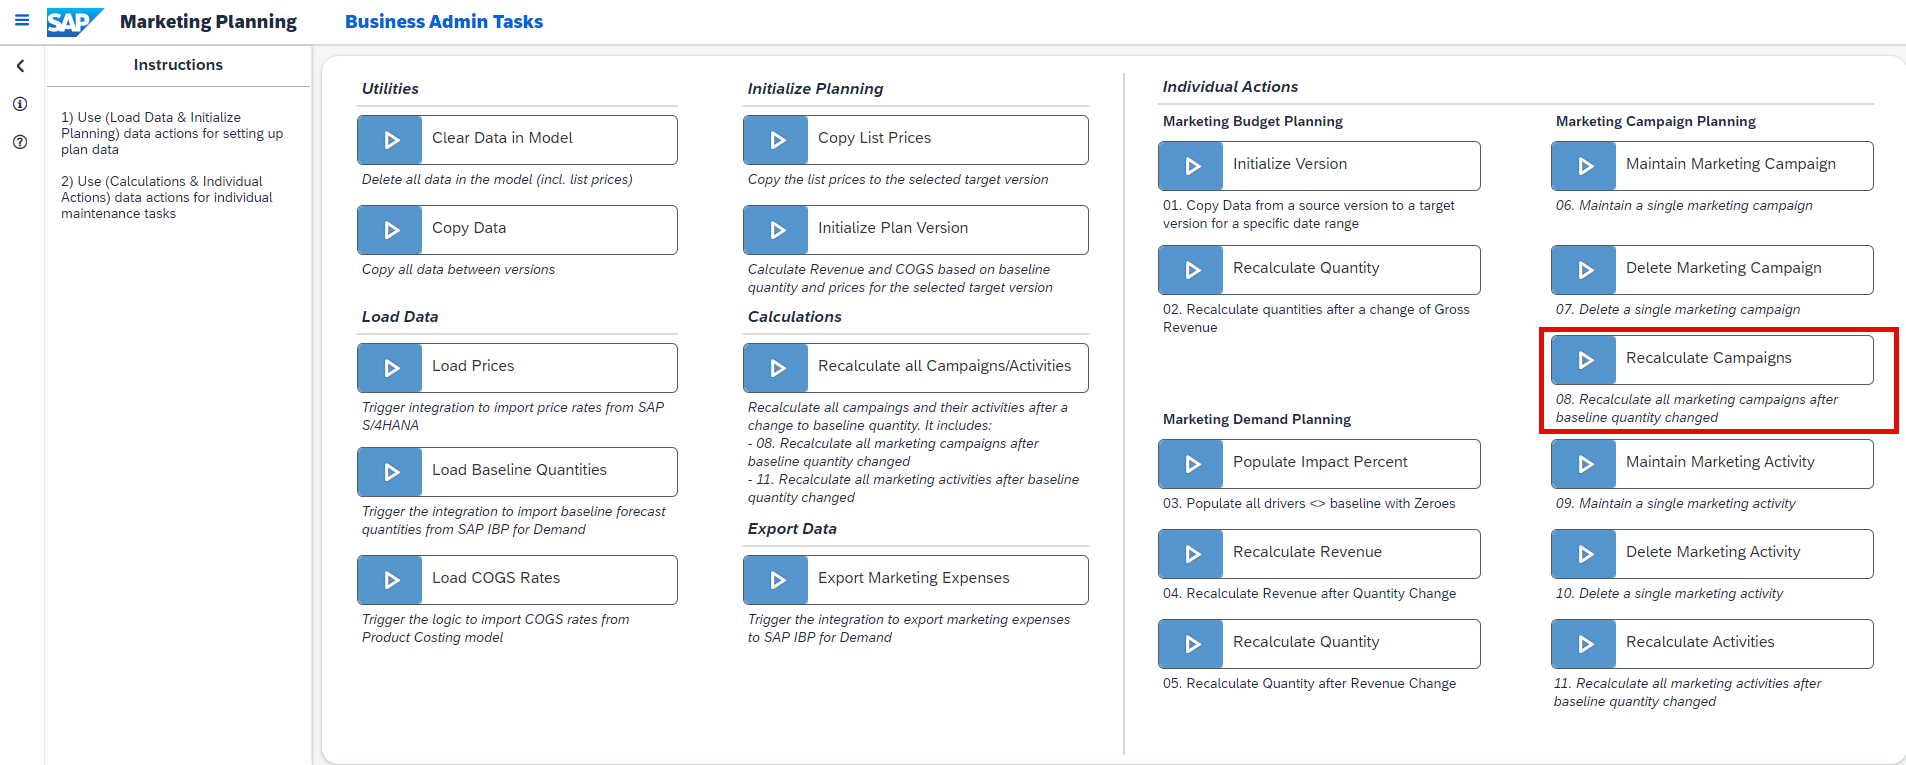 SAP Marketing Planning Business Admin Tasks
Instructions
1) Use (Load Data & Initialize
Planning) data actions for setting up
plan data
2) Use (Calculations & Individual
Actions) data actions for individual
maintenance tasks
Utilities
Clear Data in Model
Delete all data in the model (incl. list prices)
Copy Data
Copy all data between versions
Load Data
Load Prices
Trigger integration to import price rates from SAP
S/4HANA
Load Baseline Quantities
Trigger the integration to import baseline forecast
quantities from SAP IBP for Demand
Load COGS Rates
Trigger the logic to import COGS rates from
Product Costing model
Initialize Planning
Copy List Prices
Copy the list prices to the selected target version
Initialize Plan Version
Calculate Revenue and COGS based on baseline
quantity and prices for the selected target version
Calculations
Recalculate all Campaigns/Activities
Recalculate all campaings and their activities after a
change to baseline quantity. It includes:
- 08. Recalculate all marketing campaigns after
baseline quantity changed
- 11. Recalculate all marketing activities after baseline
quantity changed
Export Data
Export Marketing Expenses
Trigger the integration to export marketing expenses
to SAP IBP for Demand
Individual Actions
Marketing Budget Planning
Initialize Version
01. Copy Data from a source version to a target
version for a specific date range
Recalculate Quantity
02. Recalculate quantities after a change of Gross
Revenue
Marketing Demand Planning
Populate Impact Percent
03. Populate all drivers <> baseline with Zeroes
Recalculate Revenue
04. Recalculate Revenue after Quantity Change
Recalculate Quantity
05. Recalculate Quantity after Revenue Change
Marketing Campaign Planning
Maintain Marketing Campaign
06. Maintain a single marketing campaign
Delete Marketing Campaign
07. Delete a single marketing campaign
Recalculate Campaigns
08. Recalculate all marketing campaigns after
baseline quantity changed
Maintain Marketing Activity
09. Maintain a single marketing activity
Delete Marketing Activity
10. Delete a single marketing activity
Recalculate Activities
11. Recalculate all marketing activities after
baseline quantity changed